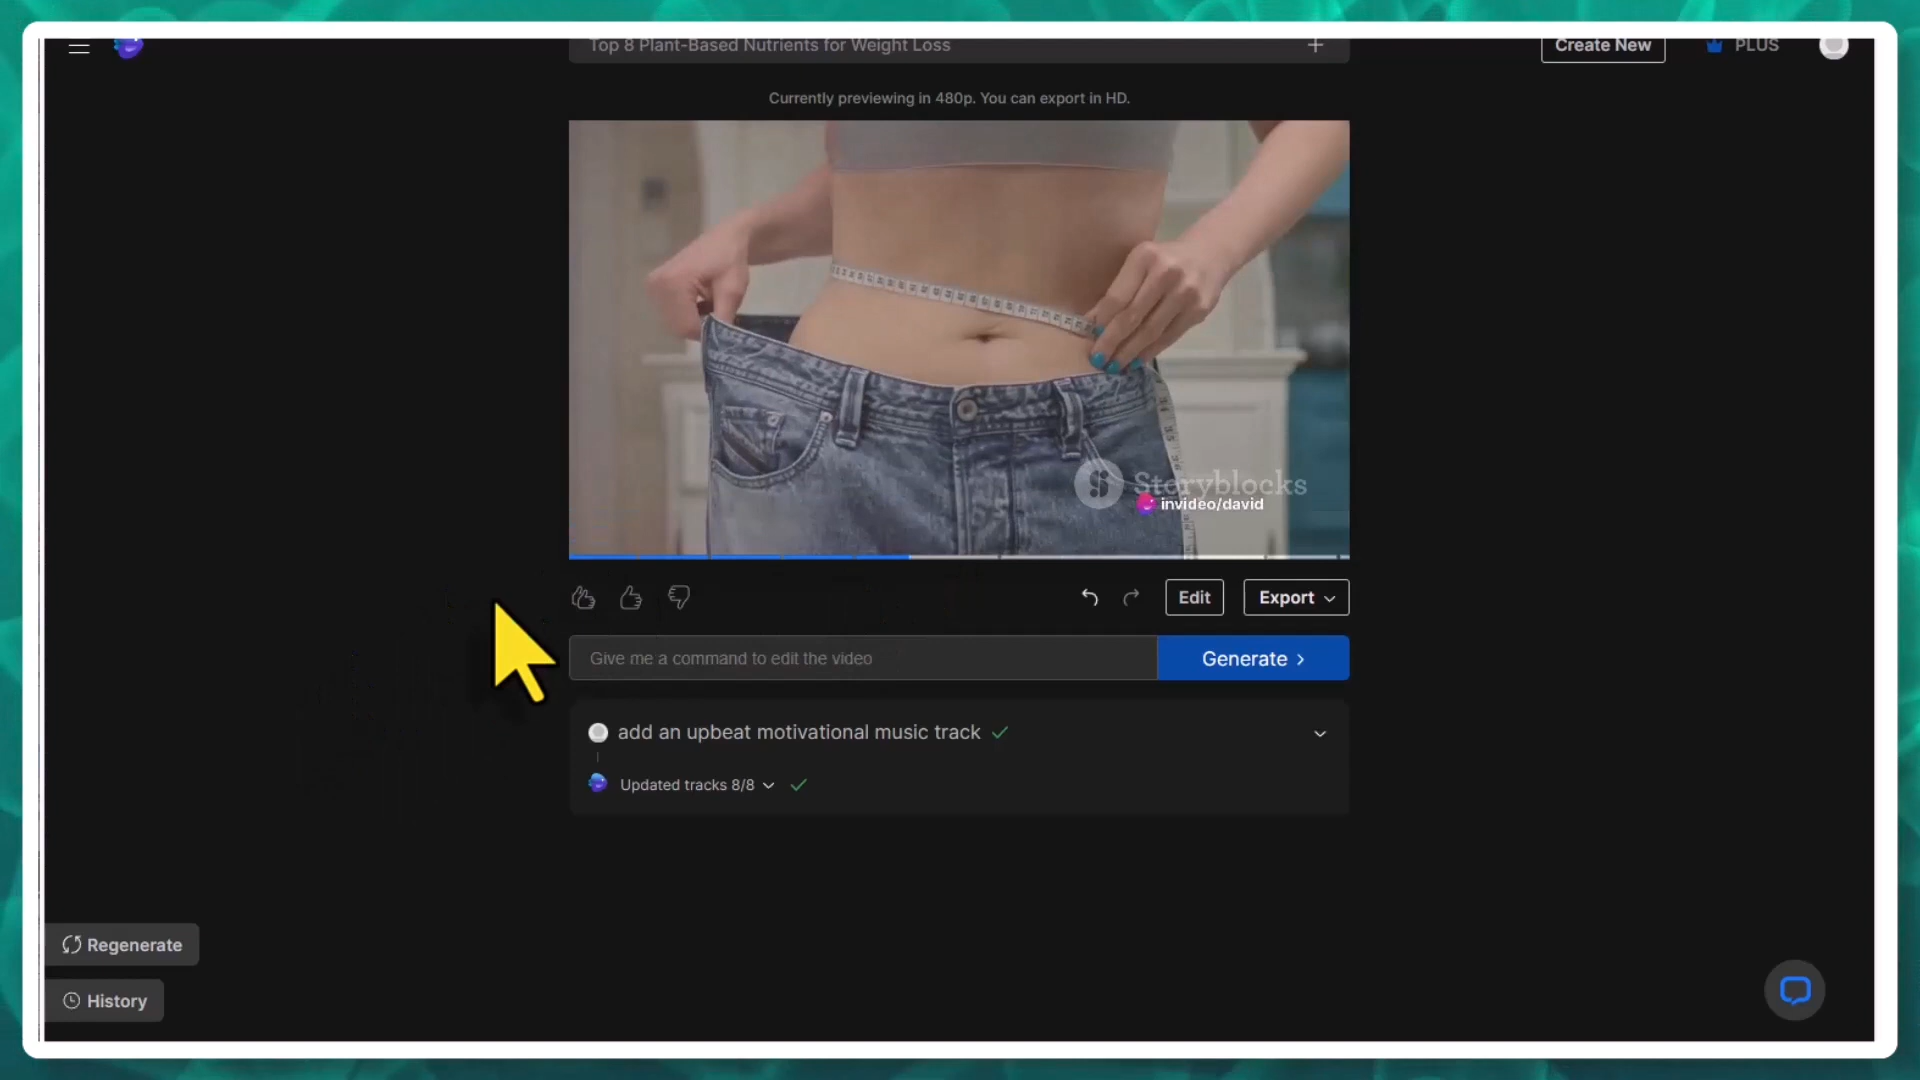 Top 8 Plant-Based Nutrients for Weight Loss
Create New
PLUS
Currently previewing in 480p. You can export in HD.
Storyblocks
invideo/david
Edit
Export
Give me a command to edit the video
Generate
add an upbeat motivational music track
Updated tracks 8/8
Regenerate
History